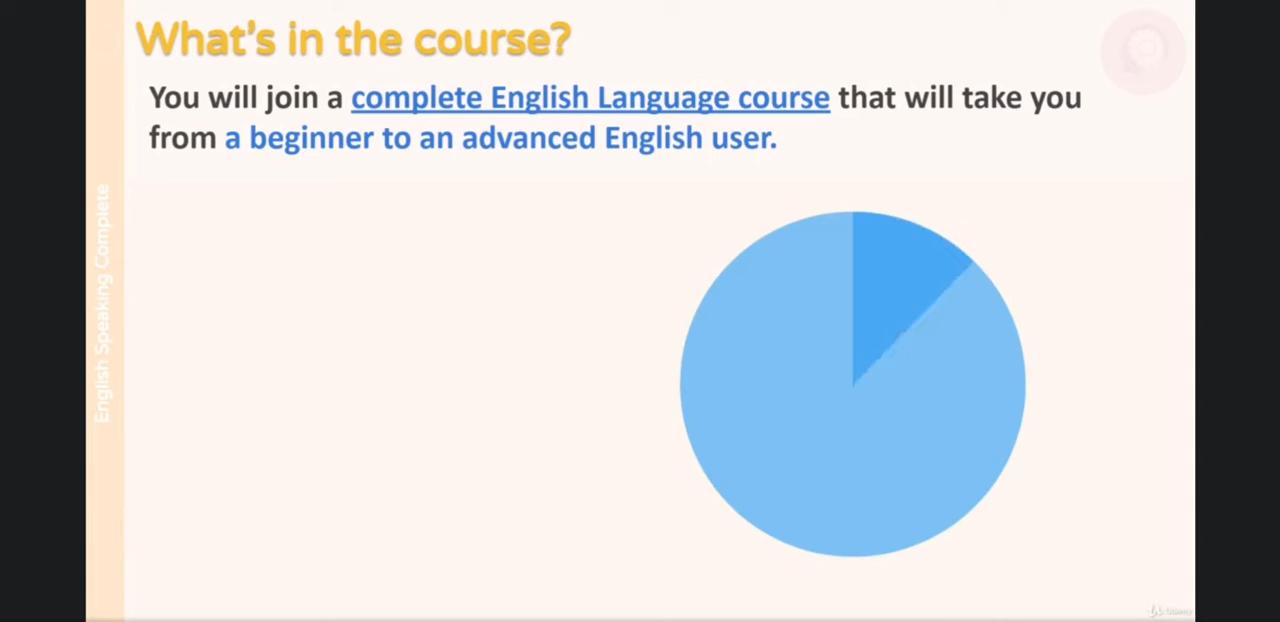 What's in the course?
You will join a complete English Language course that will take you
from a beginner to an advanced English user.
English Speaking Complete
Udemy